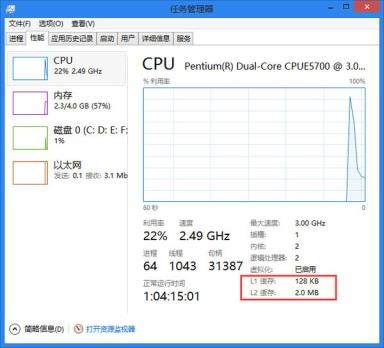 任务管理器
文件(F) 选项(O) 查看(V)
进程 性能 应用历史记录 启动 用户 详细信息 服务
CPU
22% 2.49 GHz
内存
2.3/4.0 GB (57%)
磁盘 0 (C: D: E: F:
1%
以太网
发送: 0.1 接收: 3.1 Mb
CPU Pentium(R) Dual-Core CPUE5700 @ 3.0...
% 利用率 100%
60 秒 0
利用率 速度
22% 2.49 GHz
进程 线程 句柄
64 1043 31387
正常运行时间
1:04:15:01
最大速度: 3.00 GHz
插槽: 1
内核: 2
逻辑处理器: 2
虚拟化: 已启用
L1 缓存: 128 KB
L2 缓存: 2.0 MB
简略信息(D) 打开资源监视器